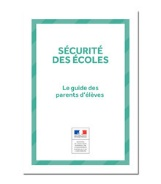 SÉCURITÉ
DES ÉCOLES
Le guide des
parents d'élèves